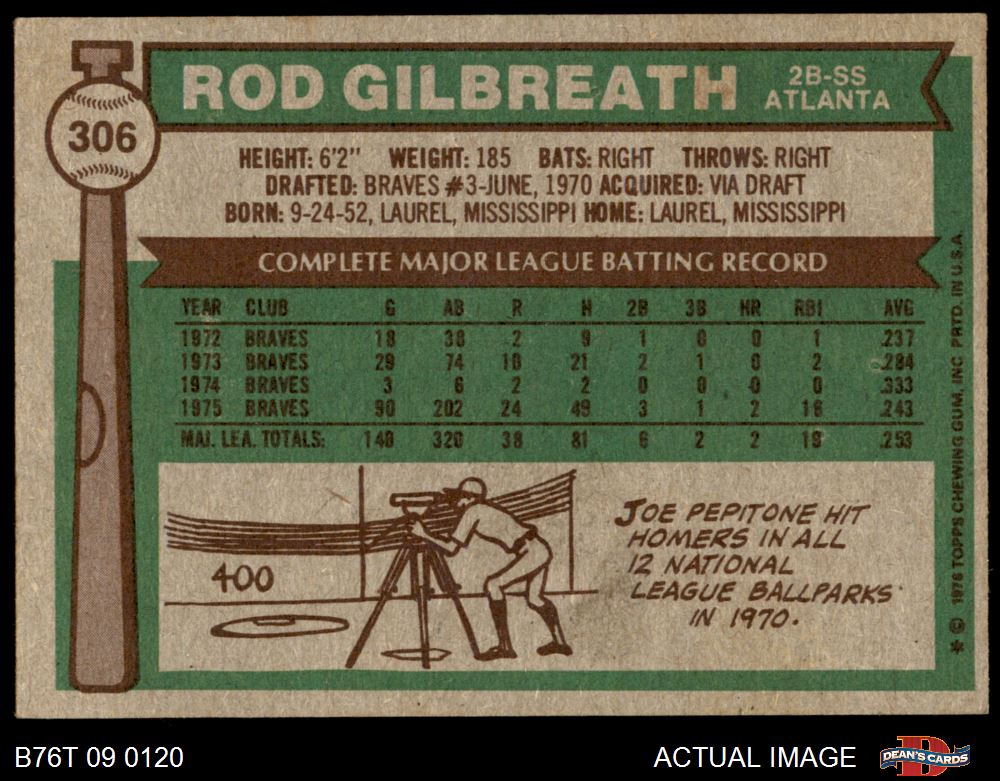 306
ROD GILBREATH
2B-SS
ATLANTA
HEIGHT: 6'2" WEIGHT: 185 BATS: RIGHT THROWS: RIGHT
DRAFTED: BRAVES #3-JUNE, 1970 ACQUIRED: VIA DRAFT
BORN: 9-24-52, LAUREL, MISSISSIPPI HOME: LAUREL, MISSISSIPPI
COMPLETE MAJOR LEAGUE BATTING RECORD
YEAR CLUB G AB R H 2B 3B HR RBI AVG
1972 BRAVES 18 38 2 9 1 0 0 1 .237
1973 BRAVES 29 74 10 21 2 1 0 2 .284
1974 BRAVES 3 6 2 2 0 0 0 0 .333
1975 BRAVES 90 202 24 49 3 1 2 16 .243
MAJ. LEA. TOTALS: 140 320 38 81 6 2 2 19 .253
400
JOE PEPITONE HIT
HOMERS IN ALL
12 NATIONAL
LEAGUE BALLPARKS
IN 1970.
* © 1976 TOPPS CHEWING GUM, INC. PRTD. IN U.S.A.
B76T 09 0120
ACTUAL IMAGE
D
DEAN'S CARDS